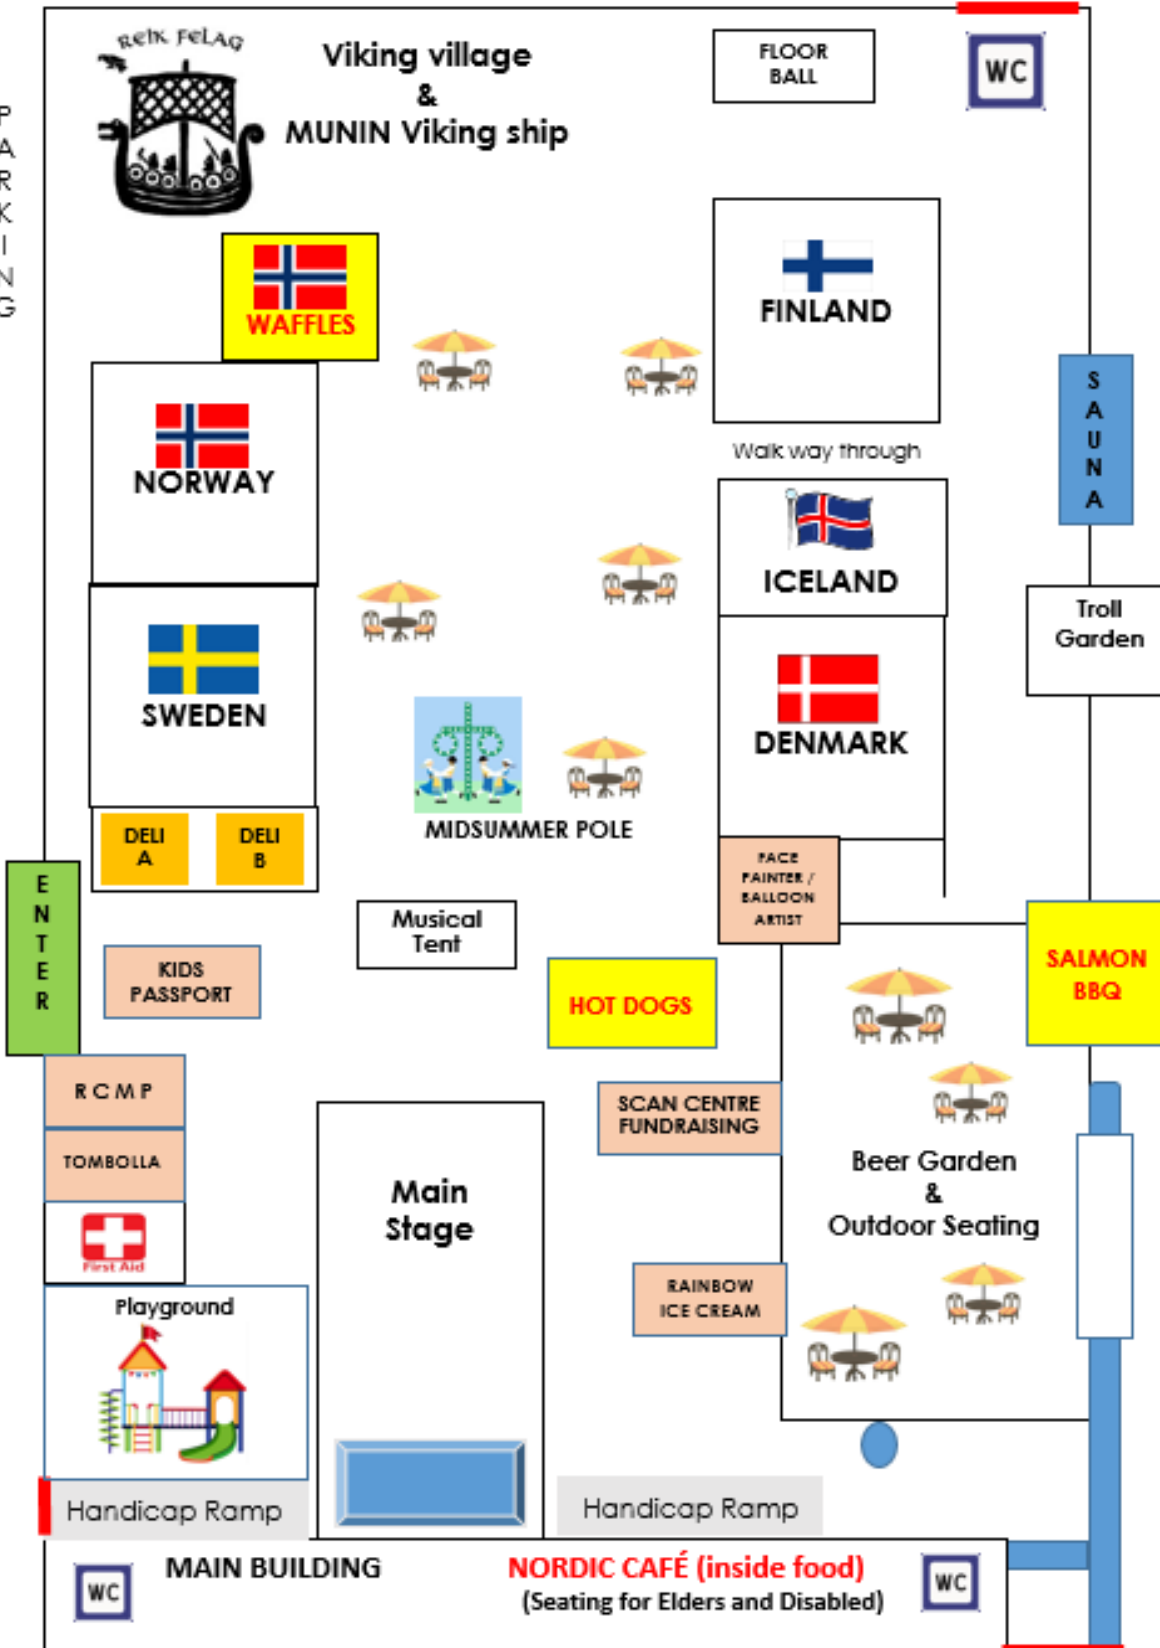 REIK FELAG
Viking village
&
MUNIN Viking ship
FLOOR
BALL
WC
PARKING
WAFFLES
FINLAND
NORWAY
Walk way through
SAUNA
ICELAND
Troll
Garden
SWEDEN
DENMARK
DELI
A
DELI
B
MIDSUMMER POLE
FACE
PAINTER /
BALLOON
ARTIST
ENTER
Musical
Tent
KIDS
PASSPORT
HOT DOGS
SALMON
BBQ
R C M P
SCAN CENTRE
FUNDRAISING
TOMBOLLA
Main
Stage
Beer Garden
&
Outdoor Seating
First Aid
Playground
RAINBOW
ICE CREAM
Handicap Ramp
Handicap Ramp
WC
MAIN BUILDING
NORDIC CAFÉ (inside food)
(Seating for Elders and Disabled)
WC